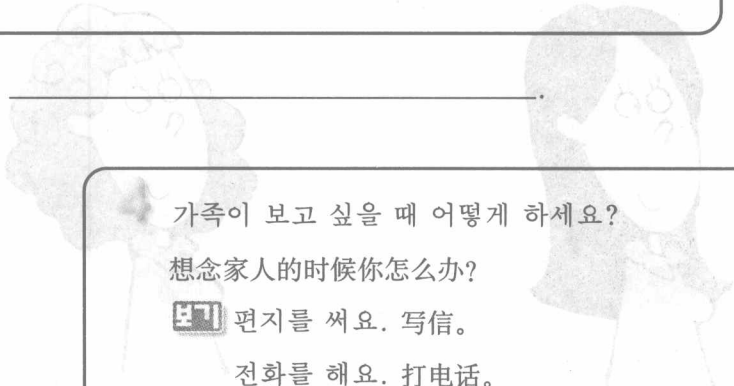 4 가족이 보고 싶을 때 어떻게 하세요?
想念家人的时候你怎么办?
보기 편지를 써요. 写信。
전화를 해요. 打电话。